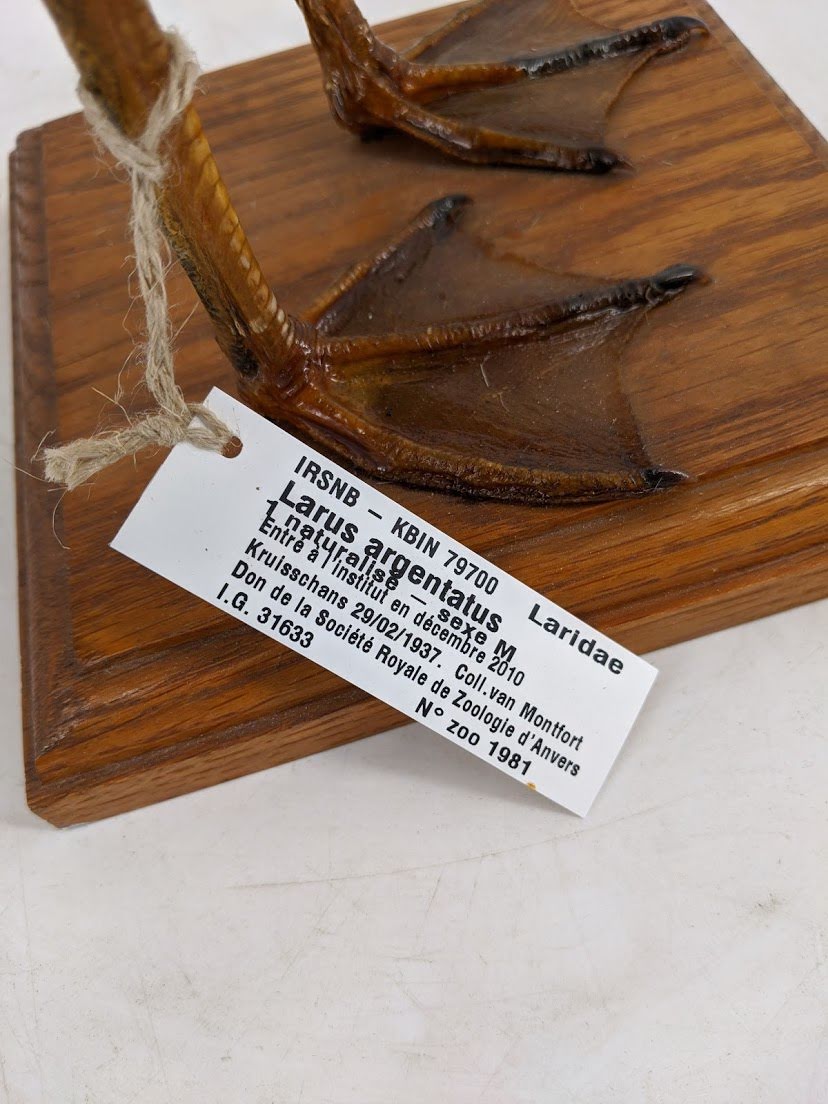 IRSNB – KBIN 79700
Larus argentatus Laridae
1 naturalisé – sexe M
Entré à l'institut en décembre 2010
Kruisschans 29/02/1937. Coll.van Montfort
Don de la Société Royale de Zoologie d'Anvers
I.G. 31633 N° zoo 1981